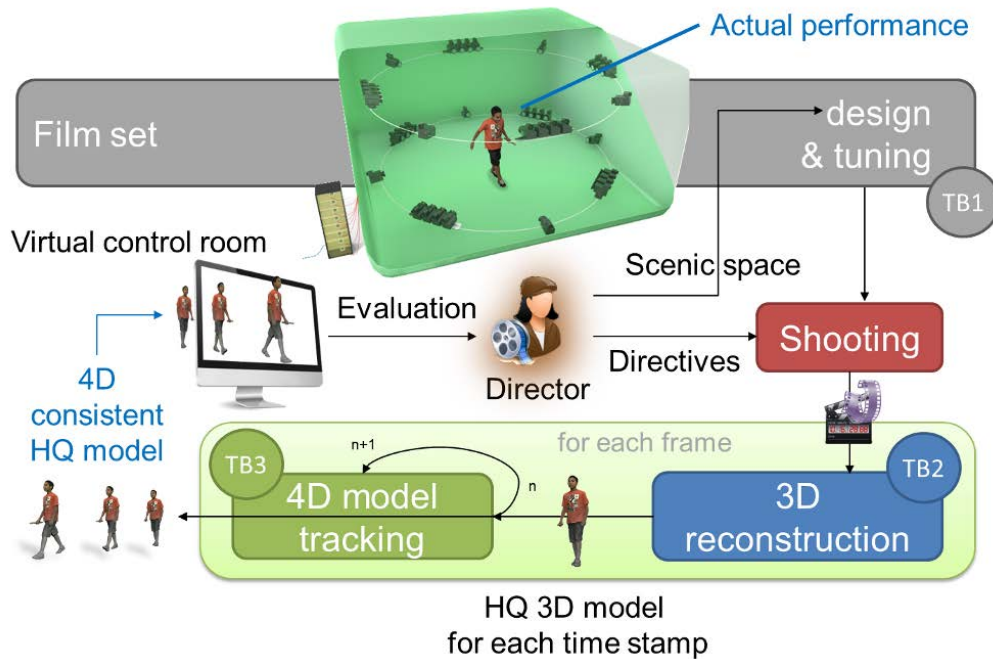 Actual performance
Film set
design
& tuning
TB1
Virtual control room
Scenic space
Evaluation
Shooting
Directives
Director
4D
consistent
HQ model
for each frame
TB3
n+1
n
TB2
4D model
tracking
3D
reconstruction
HQ 3D model
for each time stamp